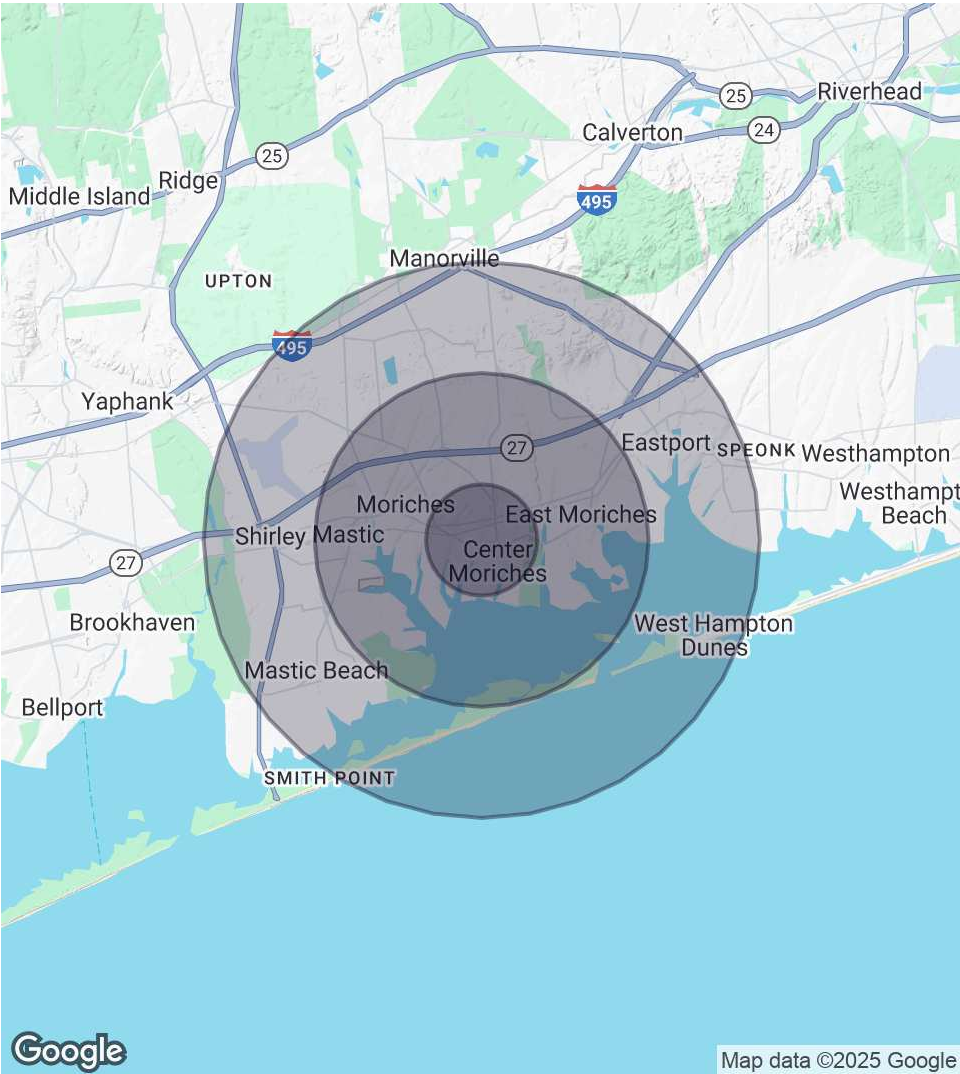 25
Riverhead
Calverton
24
25
Ridge
Middle Island
495
Manorville
UPTON
495
Yaphank
27
Eastport
SPEONK
Westhampton
Westhampt
Beach
Moriches
East Moriches
Shirley
Mastic
Center
Moriches
27
Brookhaven
West Hampton
Dunes
Mastic Beach
Bellport
SMITH POINT
Google
Map data ©2025 Google